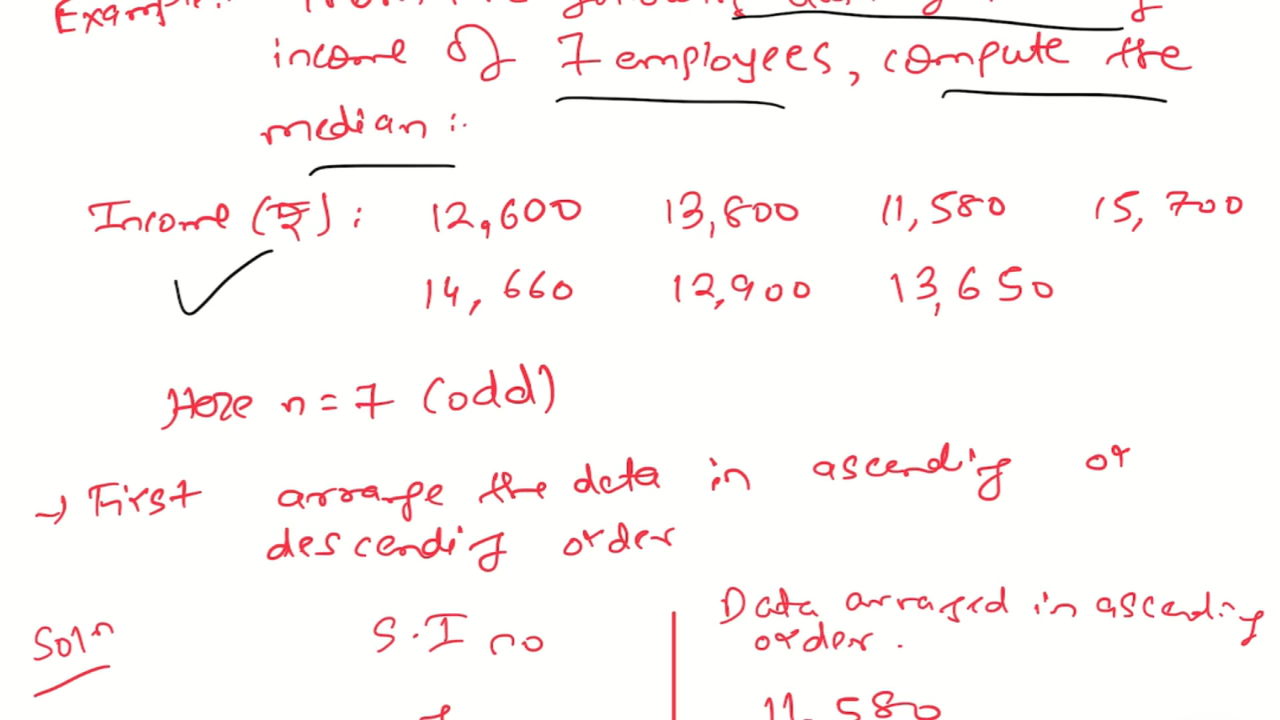 Example:
income of 7 employees, compute the
median :.
Income (₹) : 12,600 13,800 11,580 15,700
14,660 12,900 13,650
Here n = 7 (odd)
→ First arrange the data in ascending or
descending order
Soln S.I no Data arranged in ascending
order.
11,580